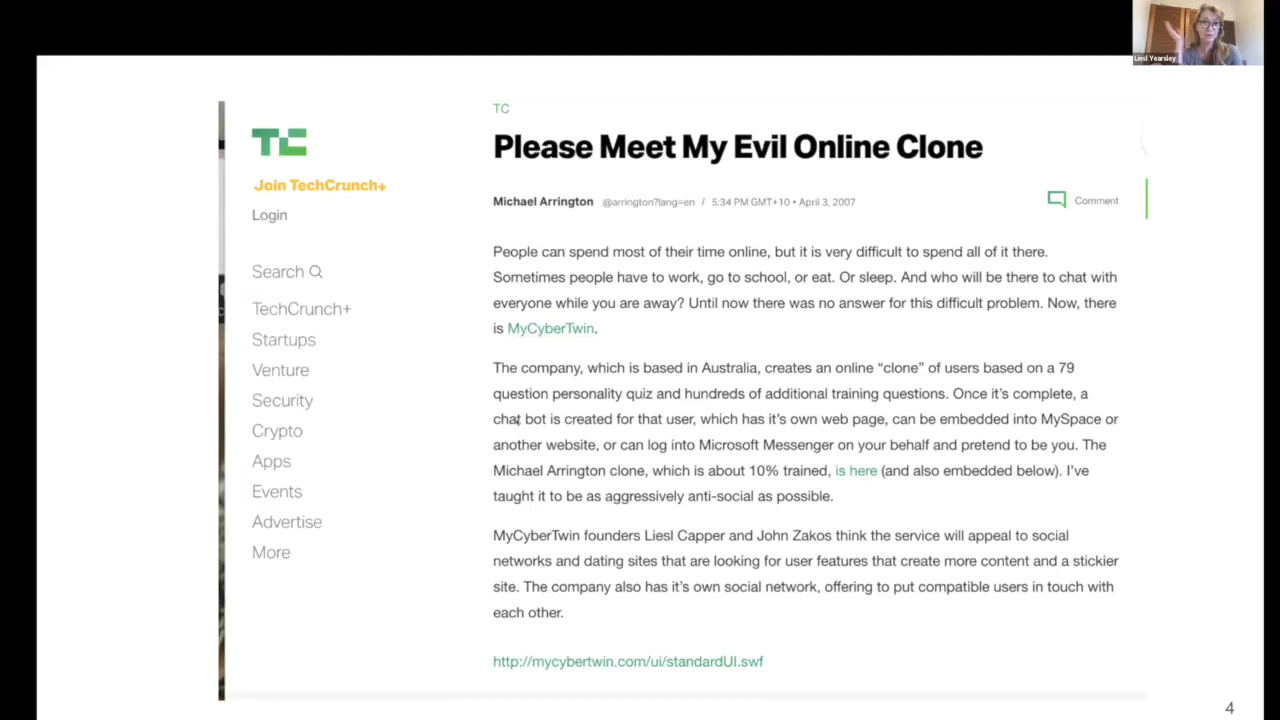 Liesl Yearsley
TC
Join TechCrunch+
Login
Search
TechCrunch+
Startups
Venture
Security
Crypto
Apps
Events
Advertise
More
TC
Please Meet My Evil Online Clone
Michael Arrington @arrington?lang=en / 5:34 PM GMT+10 • April 3, 2007
Comment
People can spend most of their time online, but it is very difficult to spend all of it there.
Sometimes people have to work, go to school, or eat. Or sleep. And who will be there to chat with
everyone while you are away? Until now there was no answer for this difficult problem. Now, there
is MyCyberTwin.
The company, which is based in Australia, creates an online “clone” of users based on a 79
question personality quiz and hundreds of additional training questions. Once it’s complete, a
chat bot is created for that user, which has it’s own web page, can be embedded into MySpace or
another website, or can log into Microsoft Messenger on your behalf and pretend to be you. The
Michael Arrington clone, which is about 10% trained, is here (and also embedded below). I’ve
taught it to be as aggressively anti-social as possible.
MyCyberTwin founders Liesl Capper and John Zakos think the service will appeal to social
networks and dating sites that are looking for user features that create more content and a stickier
site. The company also has it’s own social network, offering to put compatible users in touch with
each other.
http://mycybertwin.com/ui/standardUI.swf
4